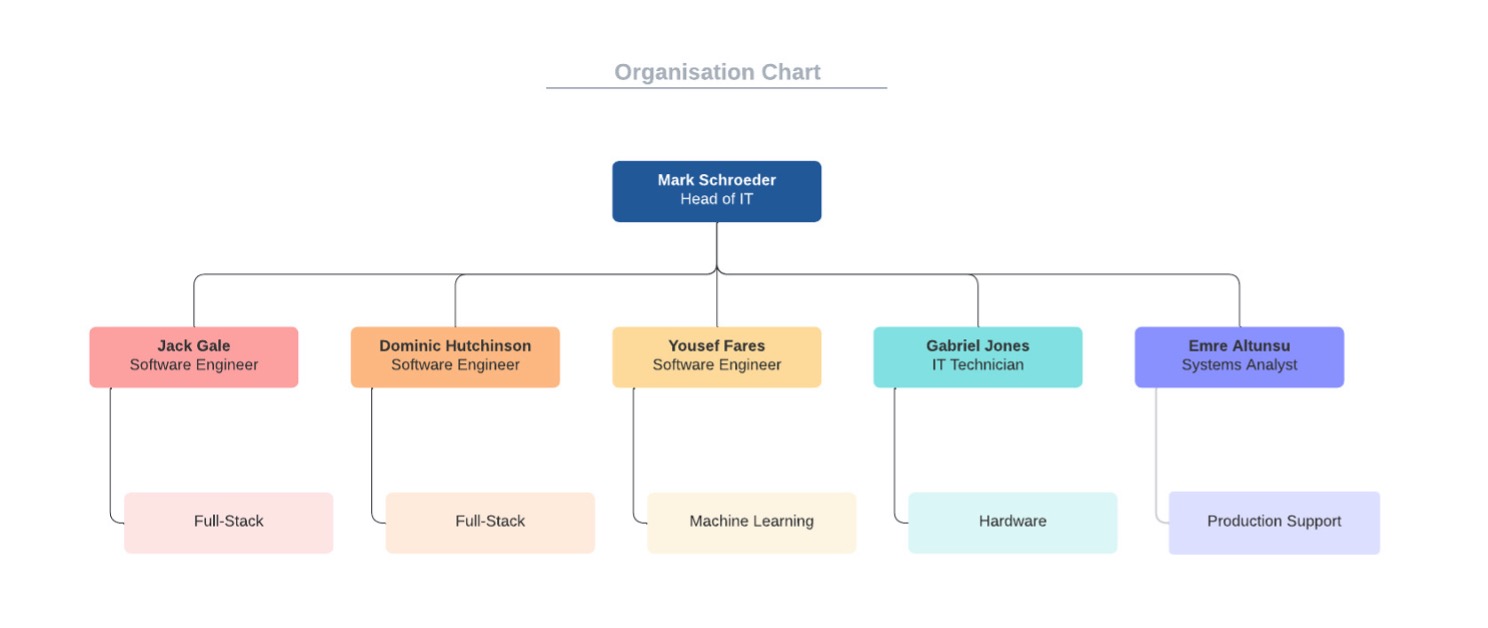 Organisation Chart
Mark Schroeder
Head of IT
Jack Gale
Software Engineer
Dominic Hutchinson
Software Engineer
Yousef Fares
Software Engineer
Gabriel Jones
IT Technician
Emre Altunsu
Systems Analyst
Full-Stack
Full-Stack
Machine Learning
Hardware
Production Support